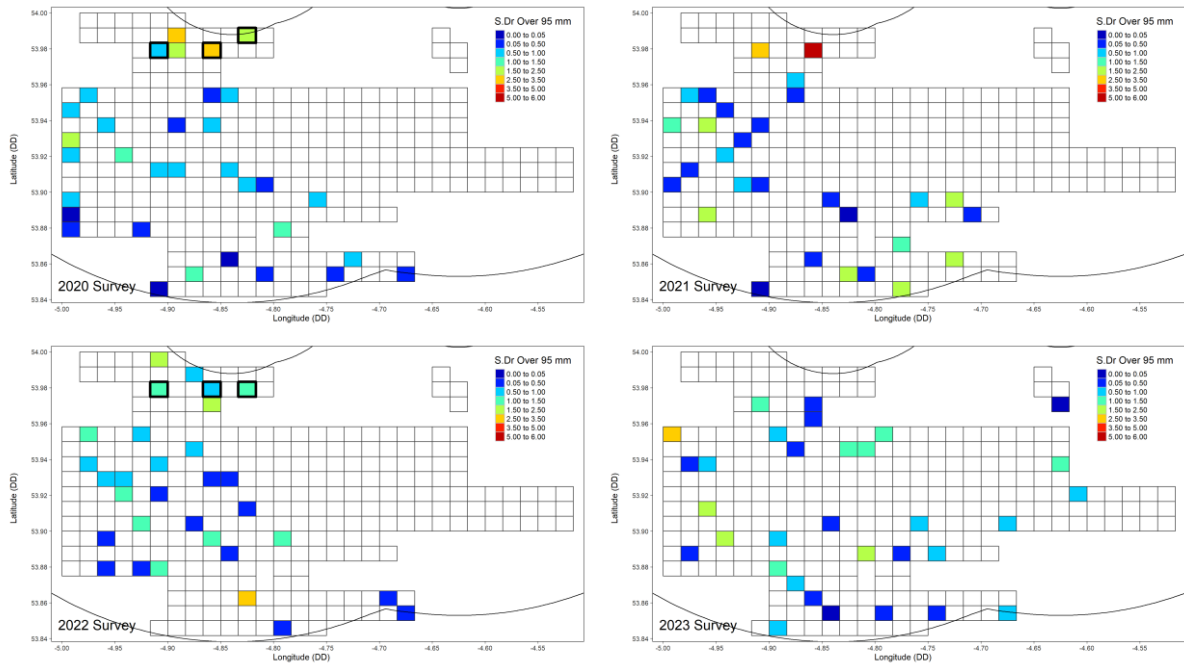 S.Dr Over 95 mm
0.00 to 0.05
0.05 to 0.50
0.50 to 1.00
1.00 to 1.50
1.50 to 2.50
2.50 to 3.50
3.50 to 5.00
5.00 to 6.00
Latitude (DD)
54.00
53.98
53.96
53.94
53.92
53.90
53.88
53.86
53.84
2020 Survey
-5.00 -4.95 -4.90 -4.85 -4.80 -4.75 -4.70 -4.65 -4.60 -4.55
Longitude (DD)
S.Dr Over 95 mm
0.00 to 0.05
0.05 to 0.50
0.50 to 1.00
1.00 to 1.50
1.50 to 2.50
2.50 to 3.50
3.50 to 5.00
5.00 to 6.00
Latitude (DD)
54.00
53.98
53.96
53.94
53.92
53.90
53.88
53.86
53.84
2021 Survey
-5.00 -4.95 -4.90 -4.85 -4.80 -4.75 -4.70 -4.65 -4.60 -4.55
Longitude (DD)
S.Dr Over 95 mm
0.00 to 0.05
0.05 to 0.50
0.50 to 1.00
1.00 to 1.50
1.50 to 2.50
2.50 to 3.50
3.50 to 5.00
5.00 to 6.00
Latitude (DD)
54.00
53.98
53.96
53.94
53.92
53.90
53.88
53.86
53.84
2022 Survey
-5.00 -4.95 -4.90 -4.85 -4.80 -4.75 -4.70 -4.65 -4.60 -4.55
Longitude (DD)
S.Dr Over 95 mm
0.00 to 0.05
0.05 to 0.50
0.50 to 1.00
1.00 to 1.50
1.50 to 2.50
2.50 to 3.50
3.50 to 5.00
5.00 to 6.00
Latitude (DD)
54.00
53.98
53.96
53.94
53.92
53.90
53.88
53.86
53.84
2023 Survey
-5.00 -4.95 -4.90 -4.85 -4.80 -4.75 -4.70 -4.65 -4.60 -4.55
Longitude (DD)